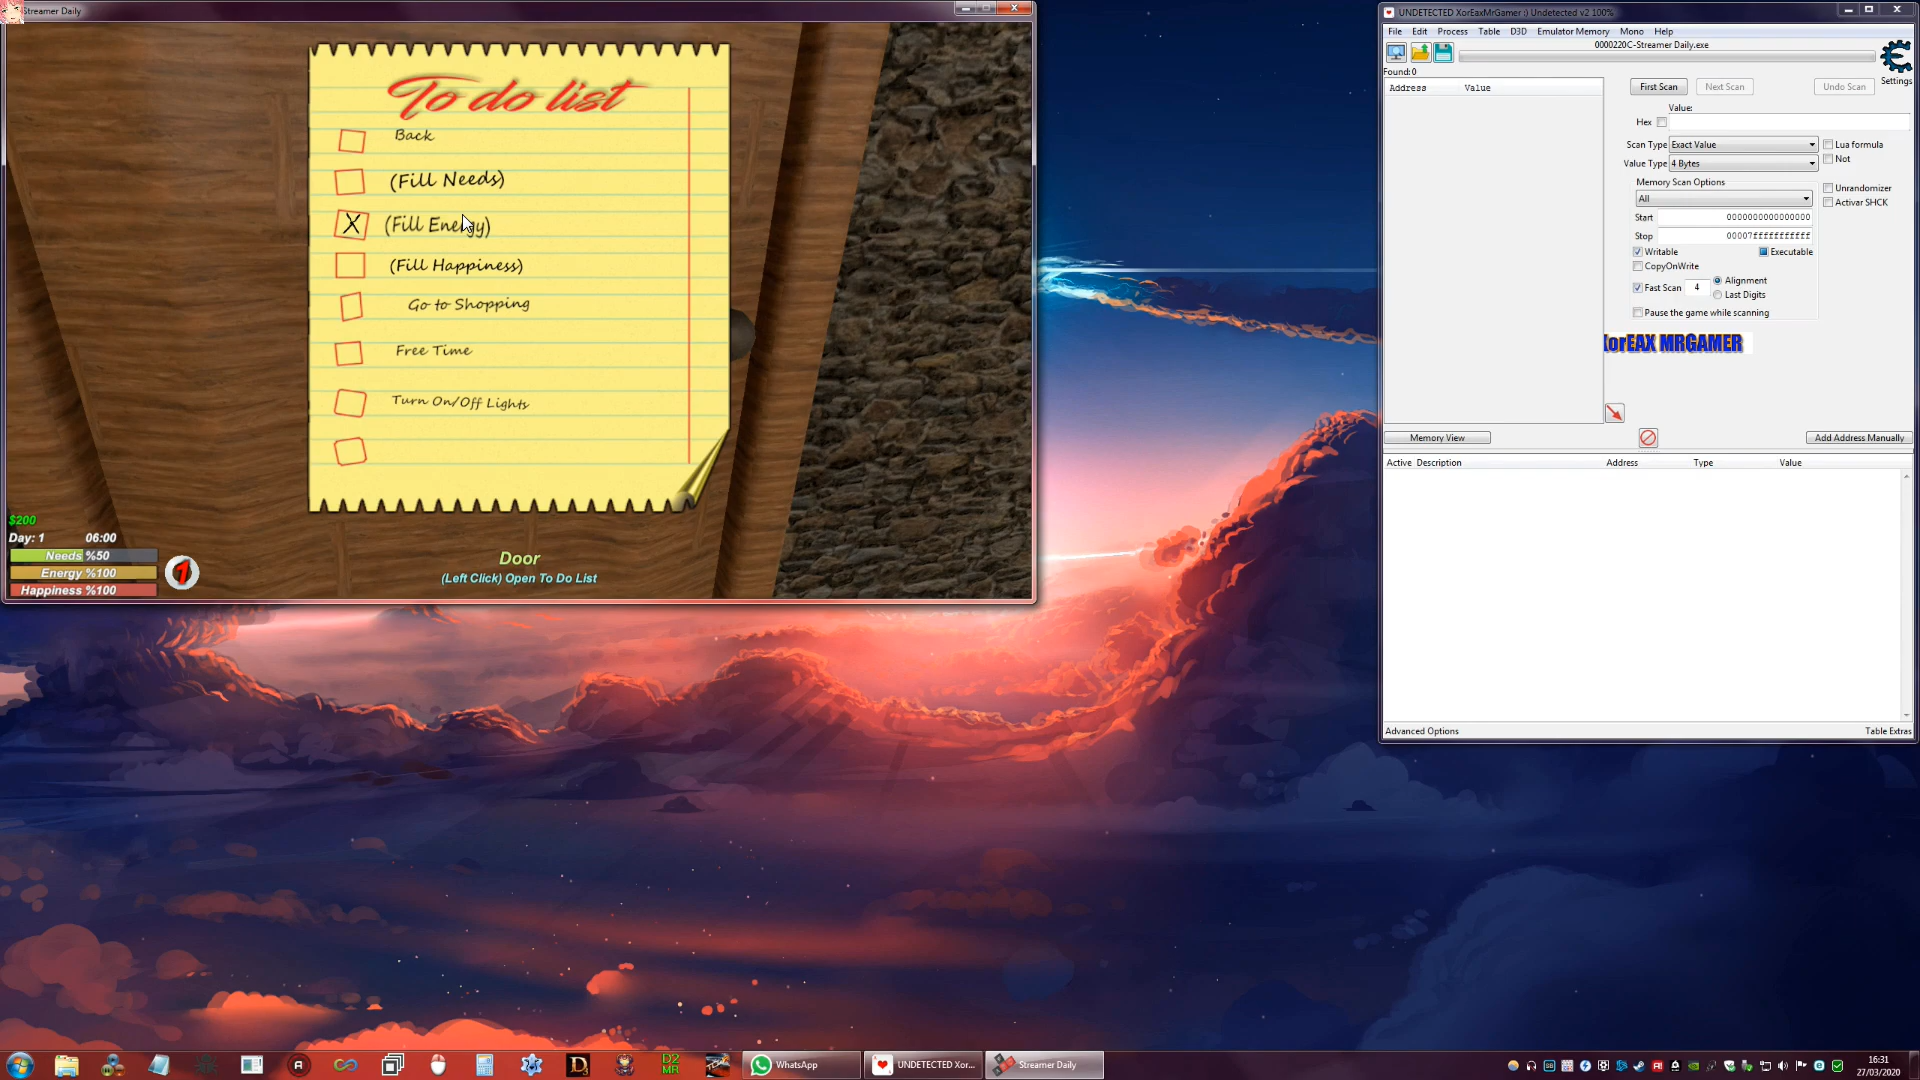 Streamer Daily
To do list
Back
(Fill Needs)
X (Fill Energy)
(Fill Happiness)
Go to Shopping
Free Time
Turn On/Off Lights
$200
Day: 1 06:00
Needs %50
Energy %100
Happiness %100
1
Door
(Left Click) Open To Do List
UNDETECTED XorEaxMrGamer :) Undetected v2 100%
File Edit Process Table D3D Emulator Memory Mono Help
0000220C-Streamer Daily.exe
Found:0
Settings
Address Value
First Scan Next Scan Undo Scan
Value:
Hex
Scan Type Exact Value Lua formula
Value Type 4 Bytes Not
Memory Scan Options
All
Unrandomizer
Activar SHCK
Start 0000000000000000
Stop 00007fffffffffff
Writable Executable
CopyOnWrite
Fast Scan 4 Alignment
Last Digits
Pause the game while scanning
XorEAX MRGAMER
Memory View Add Address Manually
Active Description Address Type Value
Advanced Options Table Extras
D2
MR
WhatsApp
UNDETECTED Xor...
Streamer Daily
16:31
27/03/2020